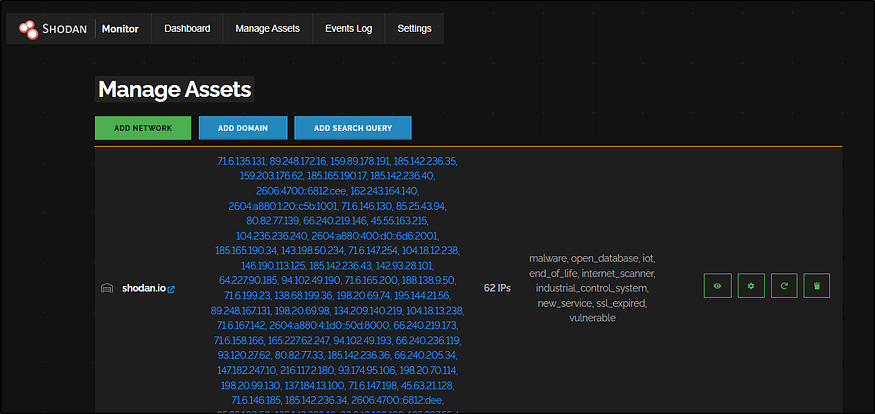 SHODAN Monitor Dashboard Manage Assets Events Log Settings
Manage Assets
ADD NETWORK ADD DOMAIN ADD SEARCH QUERY
shodan.io
71.6.135.131, 89.248.172.16, 159.89.178.191, 185.142.236.35,
159.203.176.62, 185.165.190.17, 185.142.236.40,
2606:4700::6812:cee, 162.243.164.140,
2604:a880:1:20::c5b:1001, 71.6.146.130, 85.25.43.94,
80.82.77.139, 66.240.219.146, 45.55.163.215,
104.236.236.240, 2604:a880:400:d0::6d6:2001,
185.165.190.34, 143.198.50.234, 71.6.147.254, 104.18.12.238,
146.190.113.125, 185.142.236.43, 142.93.28.101,
64.227.90.185, 94.102.49.190, 71.6.165.200, 188.138.9.50,
71.6.199.23, 138.68.199.36, 198.20.69.74, 195.144.21.56,
89.248.167.131, 198.20.69.98, 134.209.140.219, 104.18.13.238,
71.6.167.142, 2604:a880:4:1d0::50d:8000, 66.240.219.173,
71.6.158.166, 165.227.62.247, 94.102.49.193, 66.240.236.119,
93.120.27.62, 80.82.77.33, 185.142.236.36, 66.240.205.34,
147.182.247.10, 216.117.2.180, 93.174.95.106, 198.20.70.114,
198.20.99.130, 137.184.13.100, 71.6.147.198, 45.63.21.128,
71.6.146.185, 185.142.236.34, 2606:4700::6812:dee,
62 IPs
malware, open_database, iot,
end_of_life, internet_scanner,
industrial_control_system,
new_service, ssl_expired,
vulnerable